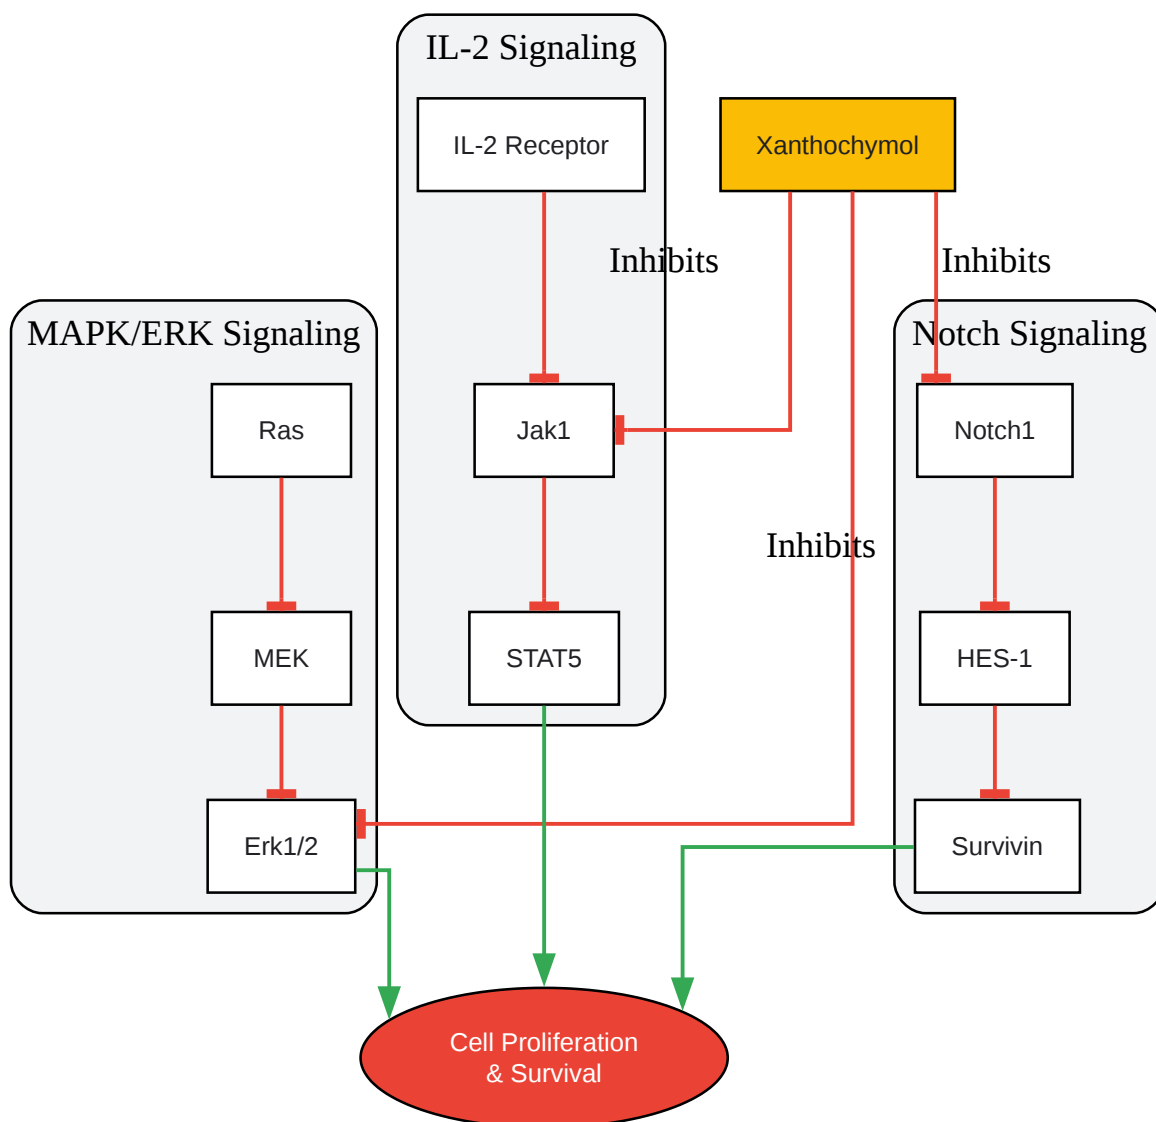 IL-2 Signaling
IL-2 Receptor
Xanthochymol
Inhibits
Inhibits
MAPK/ERK Signaling
Notch Signaling
Ras
Jak1
Notch1
Inhibits
MEK
STAT5
HES-1
Erk1/2
Survivin
Cell Proliferation
& Survival